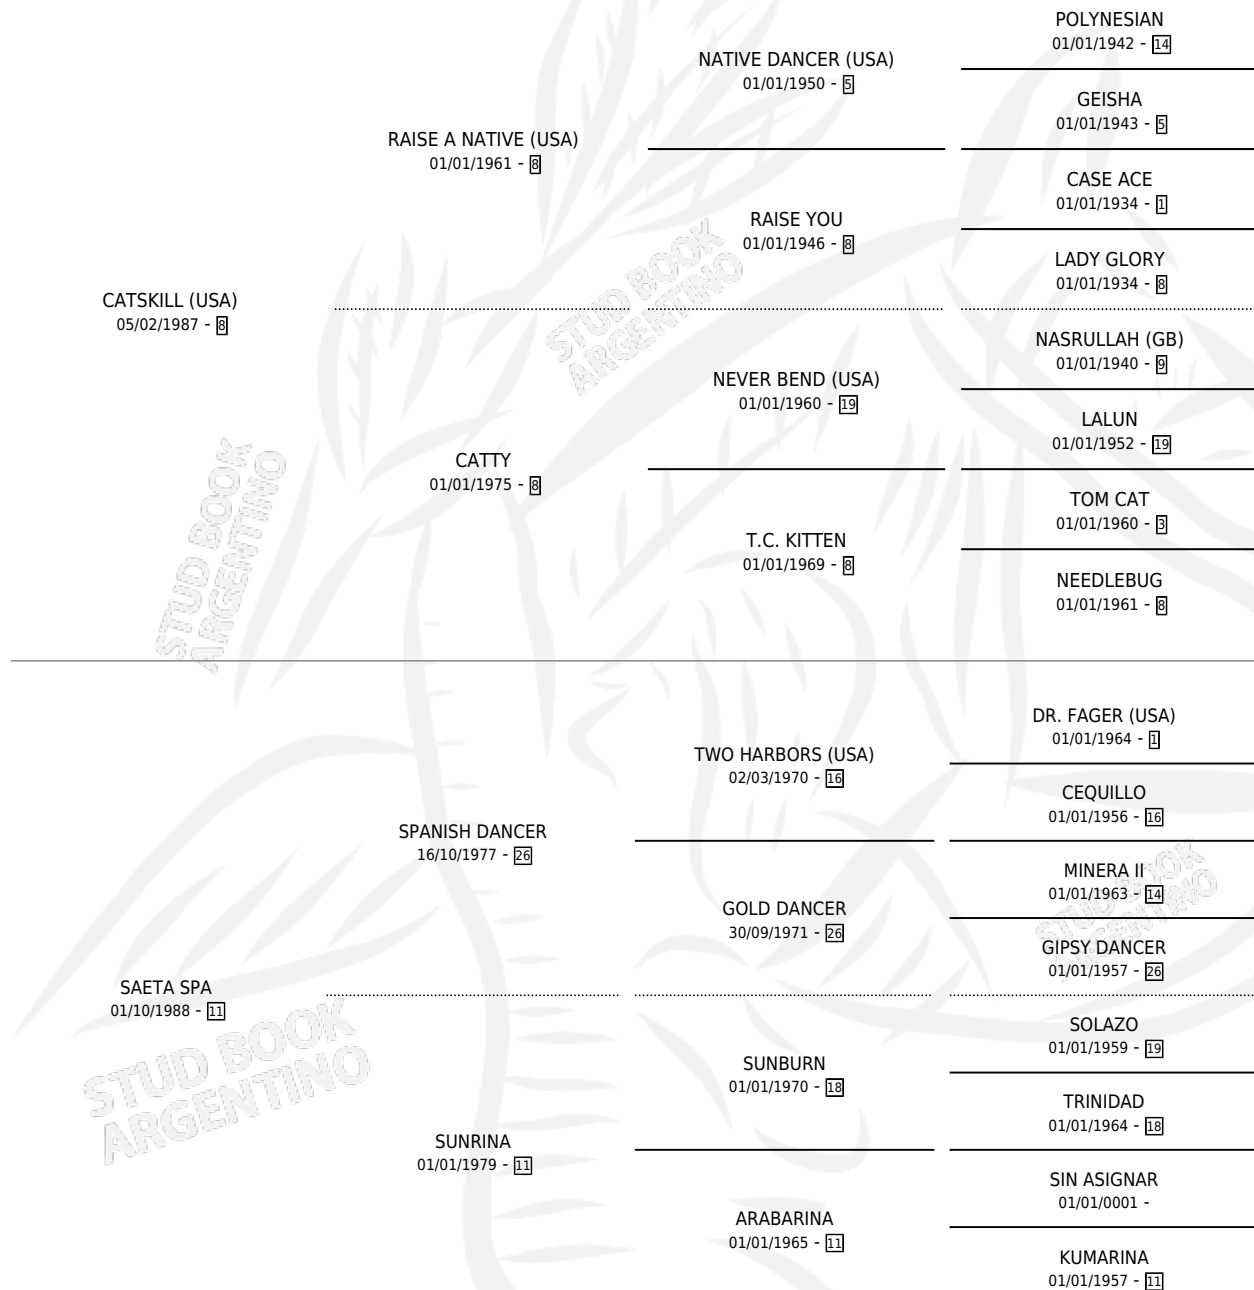 POLYNESIAN
01/01/1942 - 14
NATIVE DANCER (USA)
01/01/1950 - 5
GEISHA
01/01/1943 - 5
RAISE A NATIVE (USA)
01/01/1961 - 8
CASE ACE
01/01/1934 - 1
RAISE YOU
01/01/1946 - 8
LADY GLORY
01/01/1934 - 8
CATSKILL (USA)
05/02/1987 - 8
STUD BOOK
ARGENTINO
NASRULLAH (GB)
01/01/1940 - 9
NEVER BEND (USA)
01/01/1960 - 19
LALUN
01/01/1952 - 19
CATTY
01/01/1975 - 8
TOM CAT
01/01/1960 - 3
T.C. KITTEN
01/01/1969 - 8
NEEDLEBUG
01/01/1961 - 8
STUD BOOK
ARGENTINO
DR. FAGER (USA)
01/01/1964 - 1
TWO HARBORS (USA)
02/03/1970 - 16
CEQUILLO
01/01/1956 - 16
SPANISH DANCER
16/10/1977 - 26
MINERA II
01/01/1963 - 14
GOLD DANCER
30/09/1971 - 26
GIPSY DANCER
01/01/1957 - 26
STUD BOOK
ARGENTINO
SAETA SPA
01/10/1988 - 11
SOLAZO
01/01/1959 - 19
SUNBURN
01/01/1970 - 18
TRINIDAD
01/01/1964 - 18
STUD BOOK
ARGENTINO
SUNRINA
01/01/1979 - 11
SIN ASIGNAR
01/01/0001 -
ARABARINA
01/01/1965 - 11
KUMARINA
01/01/1957 - 11